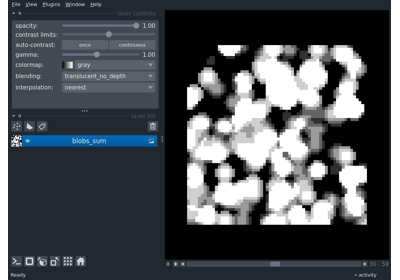 File View Plugins Window Help
layer controls
opacity: 1.00
contrast limits:
auto-contrast: once continuous
gamma: 1.00
colormap: gray
blending: translucent_no_depth
interpolation: nearest
layer list
blobs_sum
30 59
Ready activity